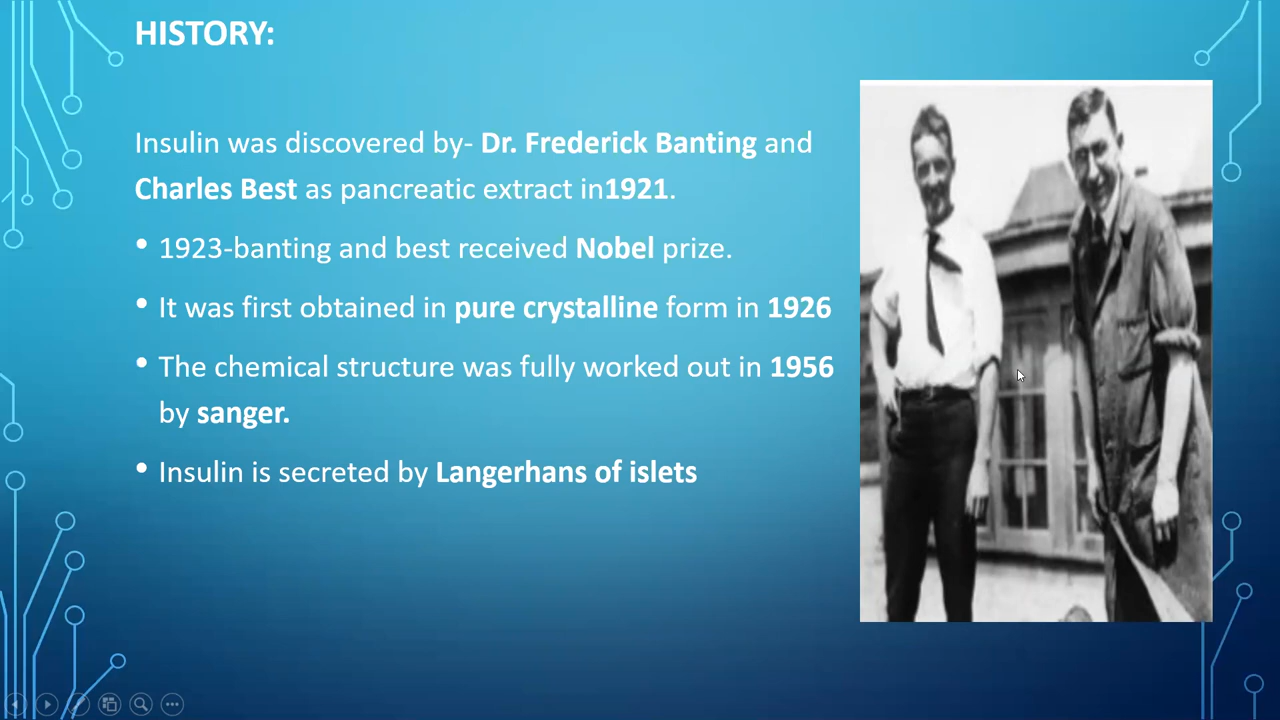 HISTORY:
Insulin was discovered by- Dr. Frederick Banting and
Charles Best as pancreatic extract in1921.
• 1923-banting and best received Nobel prize.
• It was first obtained in pure crystalline form in 1926
• The chemical structure was fully worked out in 1956
by sanger.
• Insulin is secreted by Langerhans of islets